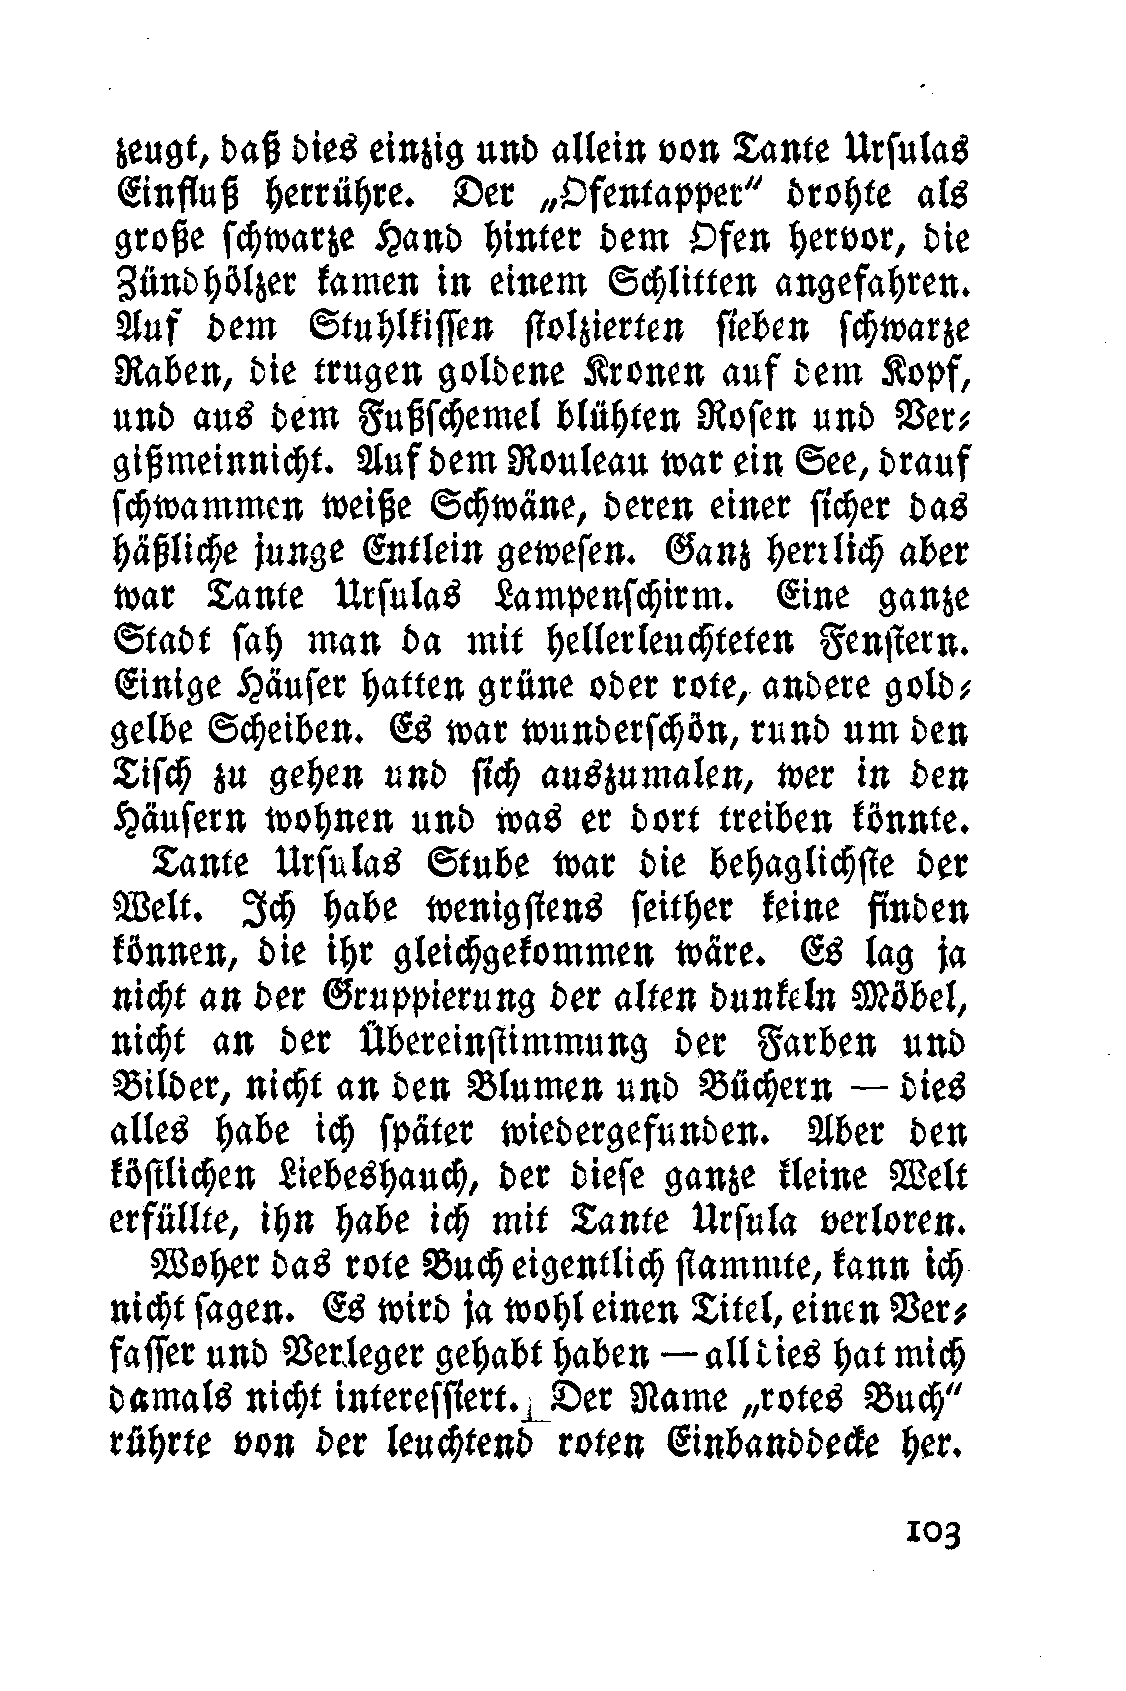 zeugt, daß dies einzig und allein von Tante Ursulas
Einfluß herrühre. Der „Ofentapper“ drohte als
große schwarze Hand hinter dem Ofen hervor, die
Zündhölzer kamen in einem Schlitten angefahren.
Auf dem Stuhlkissen stolzierten sieben schwarze
Raben, die trugen goldene Kronen auf dem Kopf,
und aus dem Fußschemel blühten Rosen und Ver-
gißmeinnicht. Auf dem Rouleau war ein See, drauf
schwammen weiße Schwäne, deren einer sicher das
häßliche junge Entlein gewesen. Ganz herrlich aber
war Tante Ursulas Lampenschirm. Eine ganze
Stadt sah man da mit hellerleuchteten Fenstern.
Einige Häuser hatten grüne oder rote, andere gold-
gelbe Scheiben. Es war wunderschön, rund um den
Tisch zu gehen und sich auszumalen, wer in den
Häusern wohnen und was er dort treiben könnte.
Tante Ursulas Stube war die behaglichste der
Welt. Ich habe wenigstens seither keine finden
können, die ihr gleichgekommen wäre. Es lag ja
nicht an der Gruppierung der alten dunkeln Möbel,
nicht an der Übereinstimmung der Farben und
Bilder, nicht an den Blumen und Büchern — dies
alles habe ich später wiedergefunden. Aber den
köstlichen Liebeshauch, der diese ganze kleine Welt
erfüllte, ihn habe ich mit Tante Ursula verloren.
Woher das rote Buch eigentlich stammte, kann ich
nicht sagen. Es wird ja wohl einen Titel, einen Ver-
fasser und Verleger gehabt haben — all dies hat mich
damals nicht interessiert. Der Name „rotes Buch“
rührte von der leuchtend roten Einbanddecke her.
103